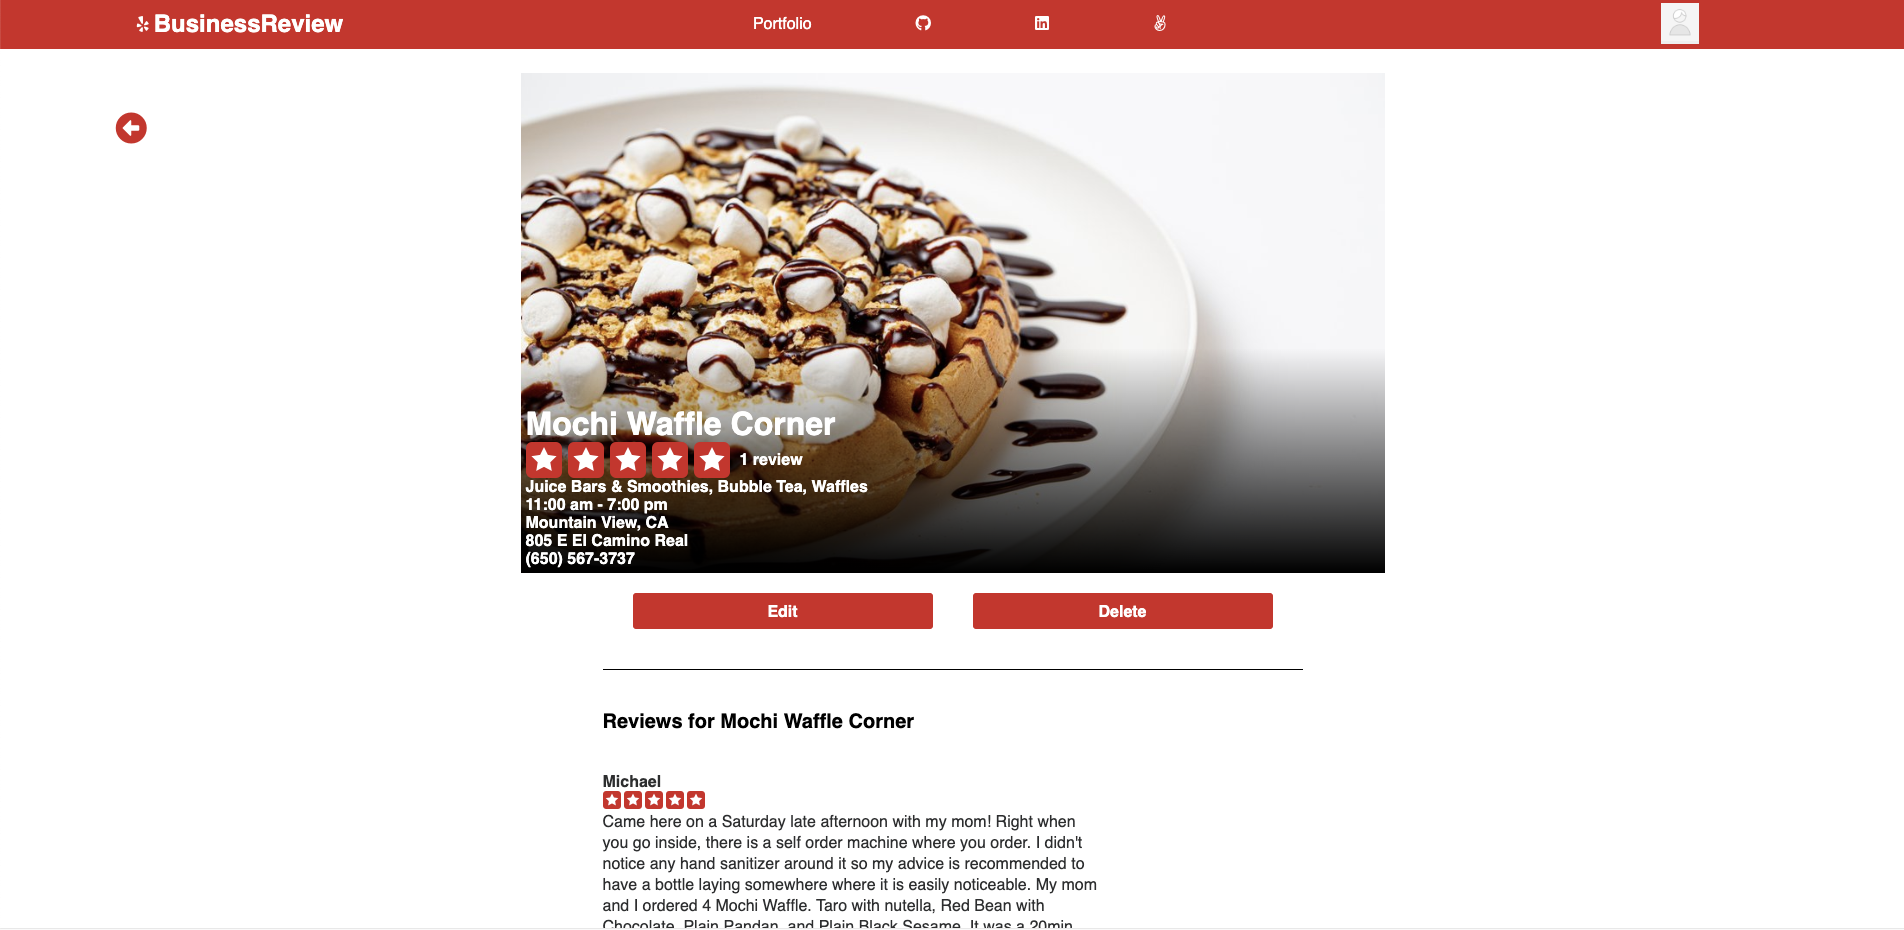 BusinessReview
Portfolio
Mochi Waffle Corner
1 review
Juice Bars & Smoothies, Bubble Tea, Waffles
11:00 am - 7:00 pm
Mountain View, CA
805 E El Camino Real
(650) 567-3737
Edit
Delete
Reviews for Mochi Waffle Corner
Michael
Came here on a Saturday late afternoon with my mom! Right when
you go inside, there is a self order machine where you order. I didn't
notice any hand sanitizer around it so my advice is recommended to
have a bottle laying somewhere where it is easily noticeable. My mom
and I ordered 4 Mochi Waffle. Taro with nutella, Red Bean with
Chocolate, Plain Pandan, and Plain Black Sesame. It was a 20min